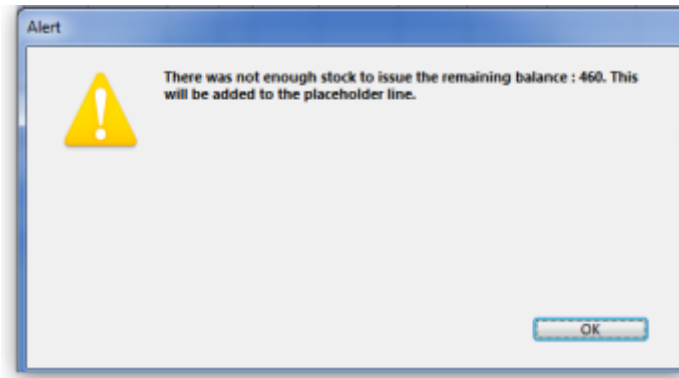 Alert
There was not enough stock to issue the remaining balance : 460. This
will be added to the placeholder line.
OK